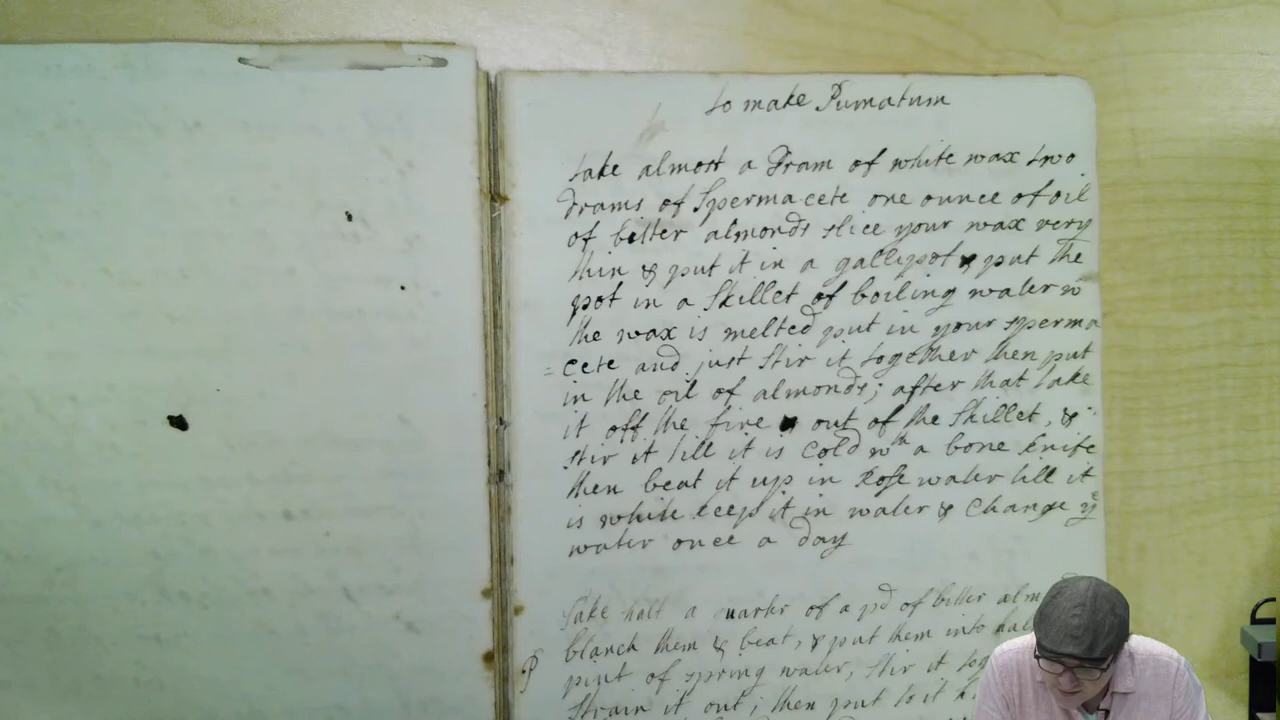 to make Pumatum
take almost a Dram of white wax two
drams of Spermacete one ounce of oil
of bitter almonds slice your wax very
thin & put it in a gallipot & put the
pot in a Skillet of boiling water wⁿ
the wax is melted put in your sperma
=cete and just stir it together then put
in the oil of almonds; after that take
it off the fire out of the Skillet, &
stir it till it is cold wᵗʰ a bone knife
then beat it up in Rose water till it
is white keep it in water & Change yᵉ
water once a day
take half a quarter of a pd of bitter
blanch them & beat, & put them into
P pint of spring water, stir it
Strain it out; then put to it